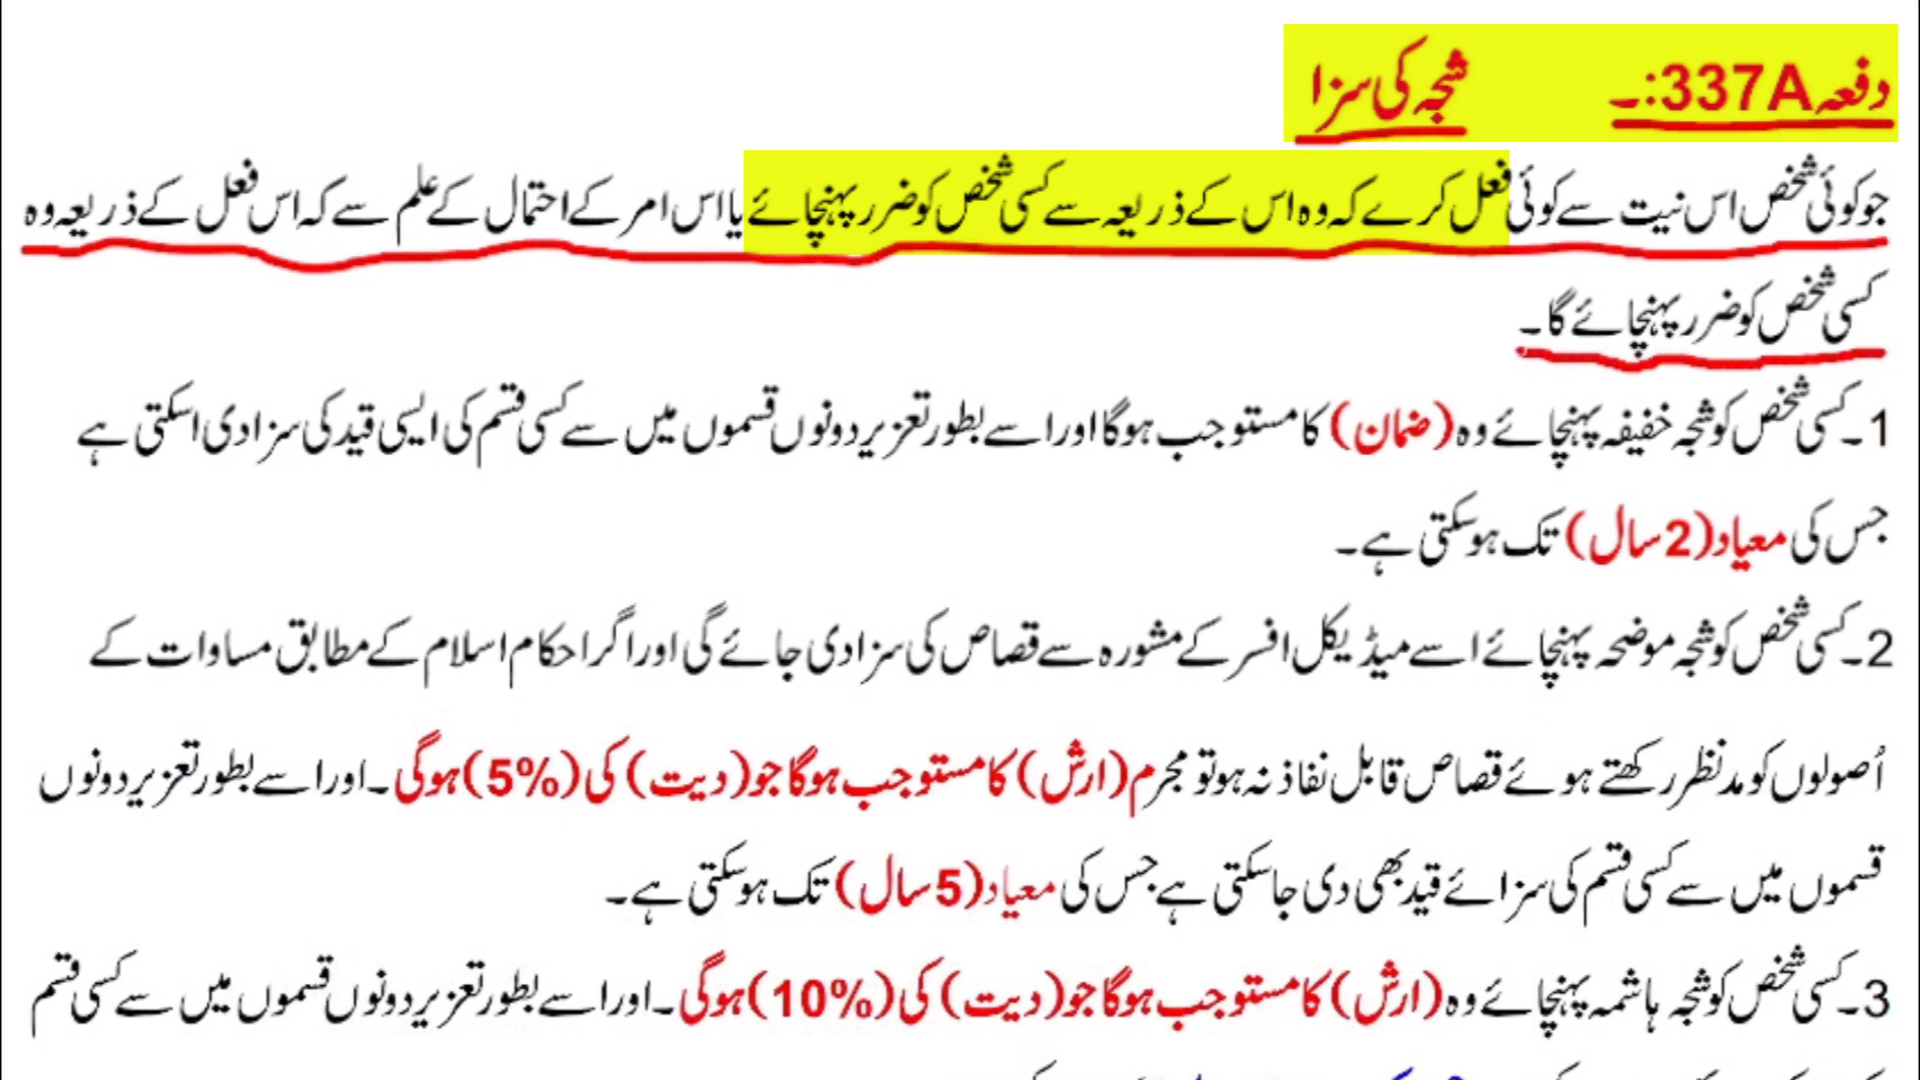 دفعہ 337A:۔ شجہ کی سزا
جو کوئی شخص اس نیت سے کوئی فعل کرے کہ وہ اس کے ذریعہ سے کسی شخص کو ضرر پہنچائے یا اس امر کے احتمال کے علم سے کہ اس فعل کے ذریعہ وہ
کسی شخص کو ضرر پہنچائے گا۔
1۔ کسی شخص کو شجہ خفیفہ پہنچائے وہ (ضمان) کا مستوجب ہوگا اور اسے بطور تعزیر دونوں قسموں میں سے کسی قسم کی ایسی قید کی سزا دی اسکتی ہے
جس کی معیاد (2 سال) تک ہوسکتی ہے۔
2۔ کسی شخص کو شجہ موضحہ پہنچائے اسے میڈیکل افسر کے مشورہ سے قصاص کی سزا دی جائے گی اور اگر احکام اسلام کے مطابق مساوات کے
اُصولوں کو مدنظر رکھتے ہوئے قصاص قابل نفاذ نہ ہو تو مجرم (ارش) کا مستوجب ہوگا جو (دیت) کی (5%) ہوگی۔ اور اسے بطور تعزیر دونوں
قسموں میں سے کسی قسم کی سزائے قید بھی دی جاسکتی ہے جس کی معیاد (5 سال) تک ہوسکتی ہے۔
3۔ کسی شخص کو شجہ ہاشمہ پہنچائے وہ (ارش) کا مستوجب ہوگا جو (دیت) کی (10%) ہوگی۔ اور اسے بطور تعزیر دونوں قسموں میں سے کسی قسم